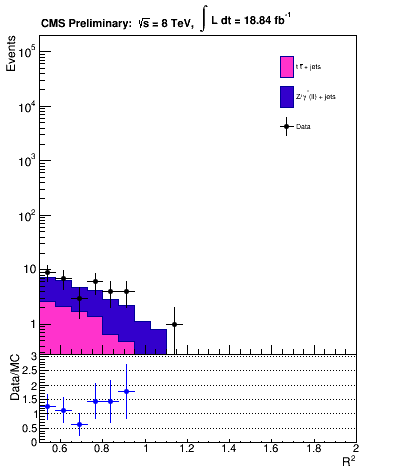 CMS Preliminary: √s = 8 TeV, ∫ L dt = 18.84 fb⁻¹
Events
10⁵
10⁴
10³
10²
10
1
t t̄ + jets
Z/γ*(ll) + jets
Data
Data/MC
3
2.5
2
1.5
1
0.5
0
0.6 0.8 1 1.2 1.4 1.6 1.8 2
R²